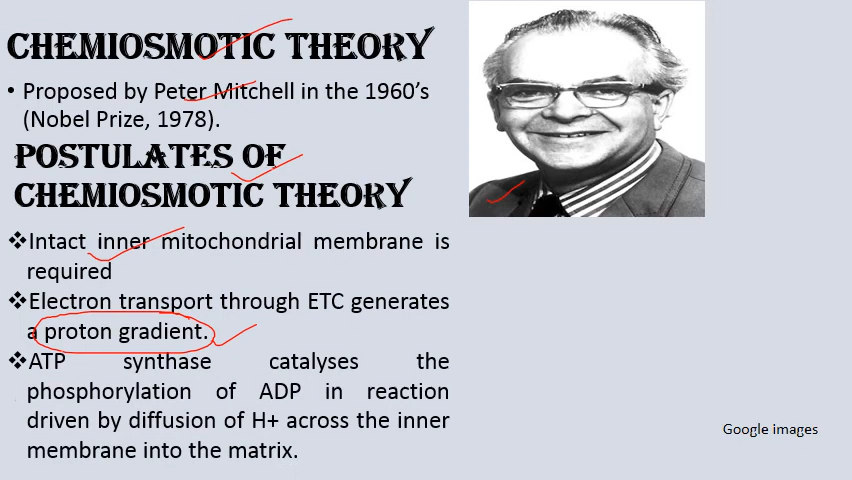 CHEMIOSMOTIC THEORY
• Proposed by Peter Mitchell in the 1960’s
(Nobel Prize, 1978).
POSTULATES OF
CHEMIOSMOTIC THEORY
❖Intact inner mitochondrial membrane is
required
❖Electron transport through ETC generates
a proton gradient.
❖ATP synthase catalyses the
phosphorylation of ADP in reaction
driven by diffusion of H+ across the inner
membrane into the matrix.
Google images